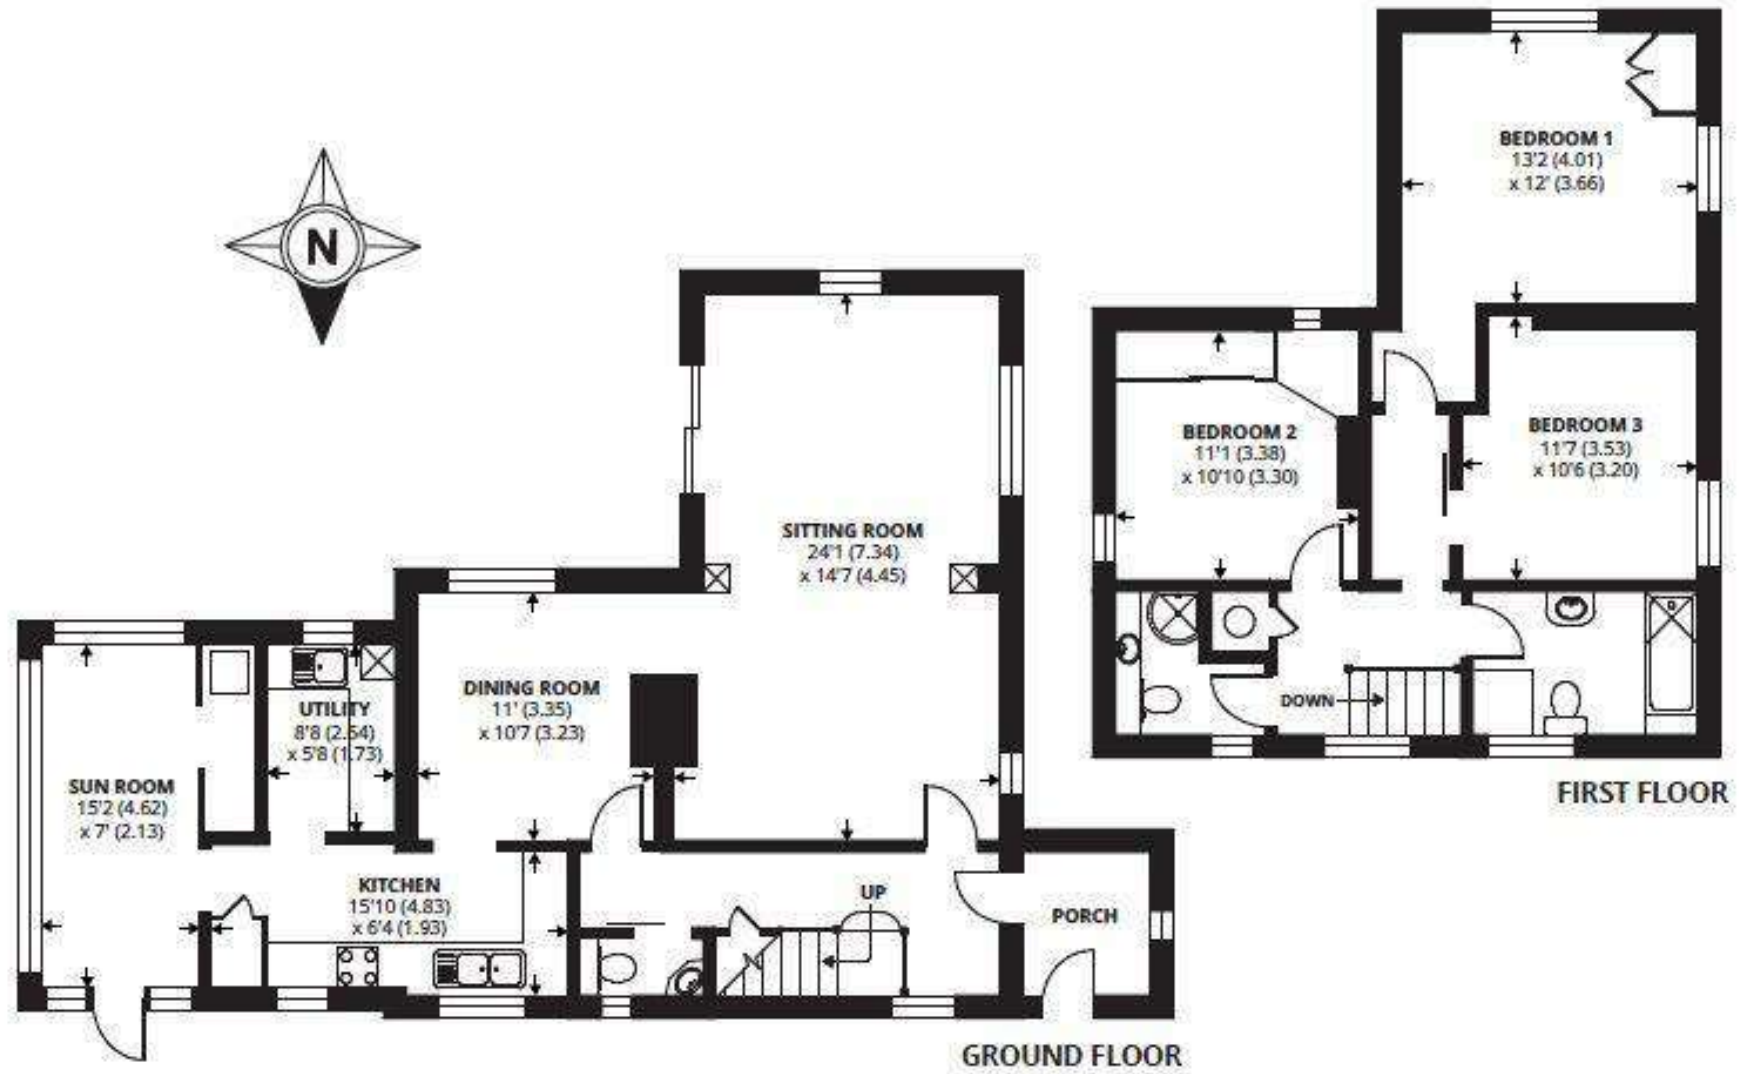 N
BEDROOM 1
13'2 (4.01)
x 12' (3.66)
BEDROOM 2
11'1 (3.38)
x 10'10 (3.30)
BEDROOM 3
11'7 (3.53)
x 10'6 (3.20)
DOWN
FIRST FLOOR
SITTING ROOM
24'1 (7.34)
x 14'7 (4.45)
DINING ROOM
11' (3.35)
x 10'7 (3.23)
UTILITY
8'8 (2.64)
x 5'8 (1.73)
SUN ROOM
15'2 (4.62)
x 7' (2.13)
KITCHEN
15'10 (4.83)
x 6'4 (1.93)
UP
PORCH
GROUND FLOOR